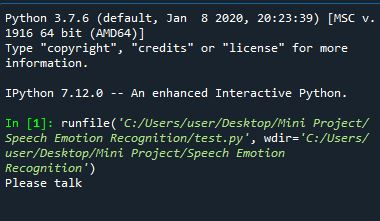 Python 3.7.6 (default, Jan  8 2020, 20:23:39) [MSC v.
1916 64 bit (AMD64)]
Type "copyright", "credits" or "license" for more
information.
IPython 7.12.0 -- An enhanced Interactive Python.
In [1]: runfile('C:/Users/user/Desktop/Mini Project/
Speech Emotion Recognition/test.py', wdir='C:/Users/
user/Desktop/Mini Project/Speech Emotion
Recognition')
Please talk